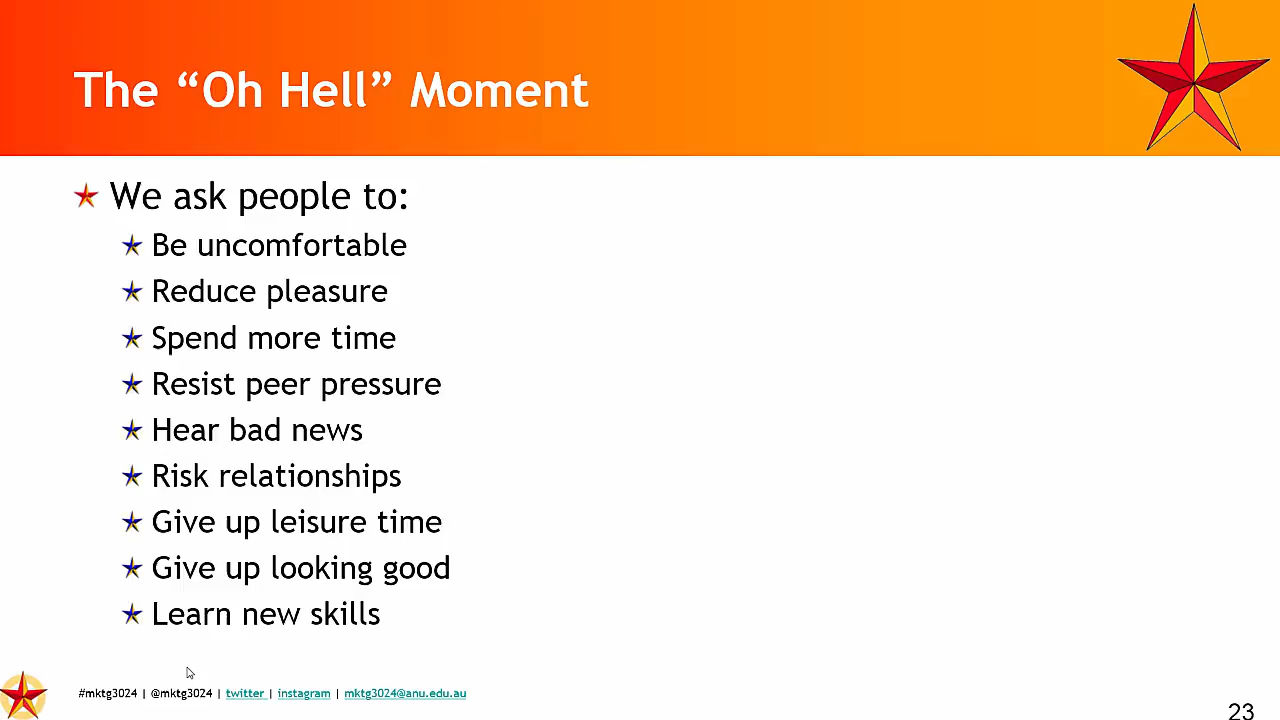 The “Oh Hell” Moment
We ask people to:
Be uncomfortable
Reduce pleasure
Spend more time
Resist peer pressure
Hear bad news
Risk relationships
Give up leisure time
Give up looking good
Learn new skills
#mktg3024 | @mktg3024 | twitter | instagram | mktg3024@anu.edu.au
23